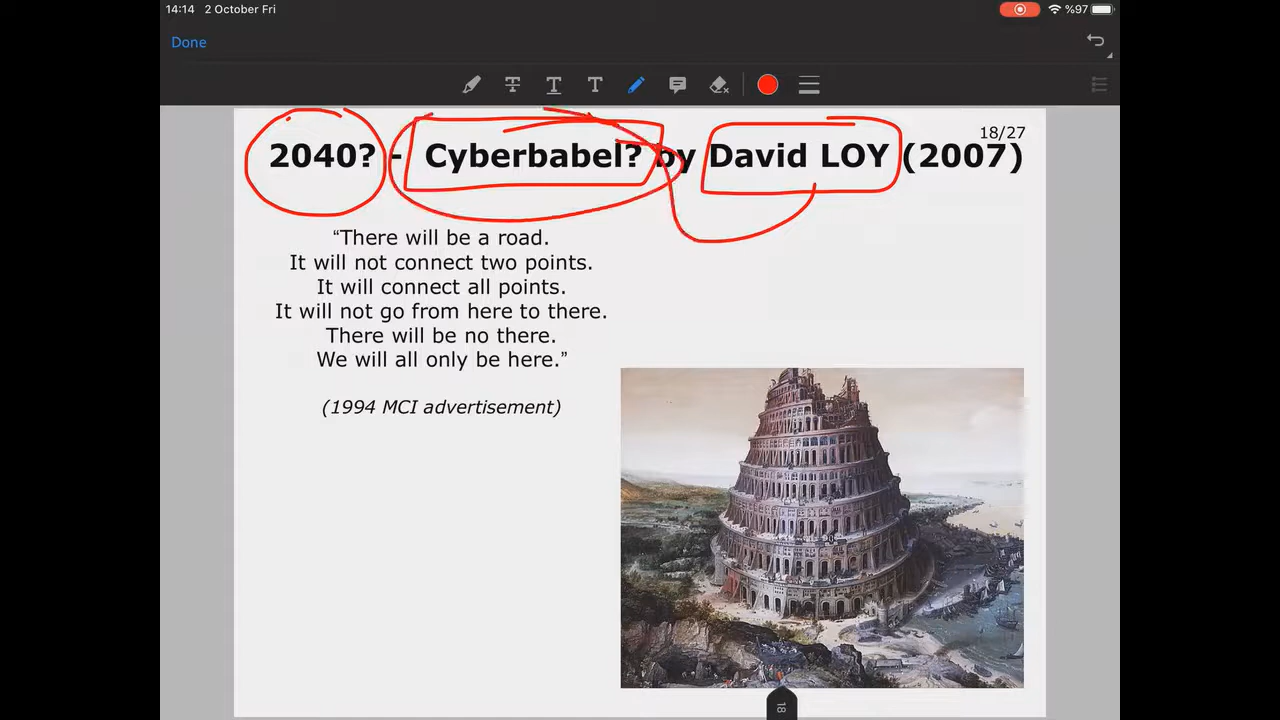 14:14 2 October Fri %97
Done
T T T
18/27
2040? - Cyberbabel? by David LOY (2007)
“There will be a road.
It will not connect two points.
It will connect all points.
It will not go from here to there.
There will be no there.
We will all only be here.”
(1994 MCI advertisement)
18